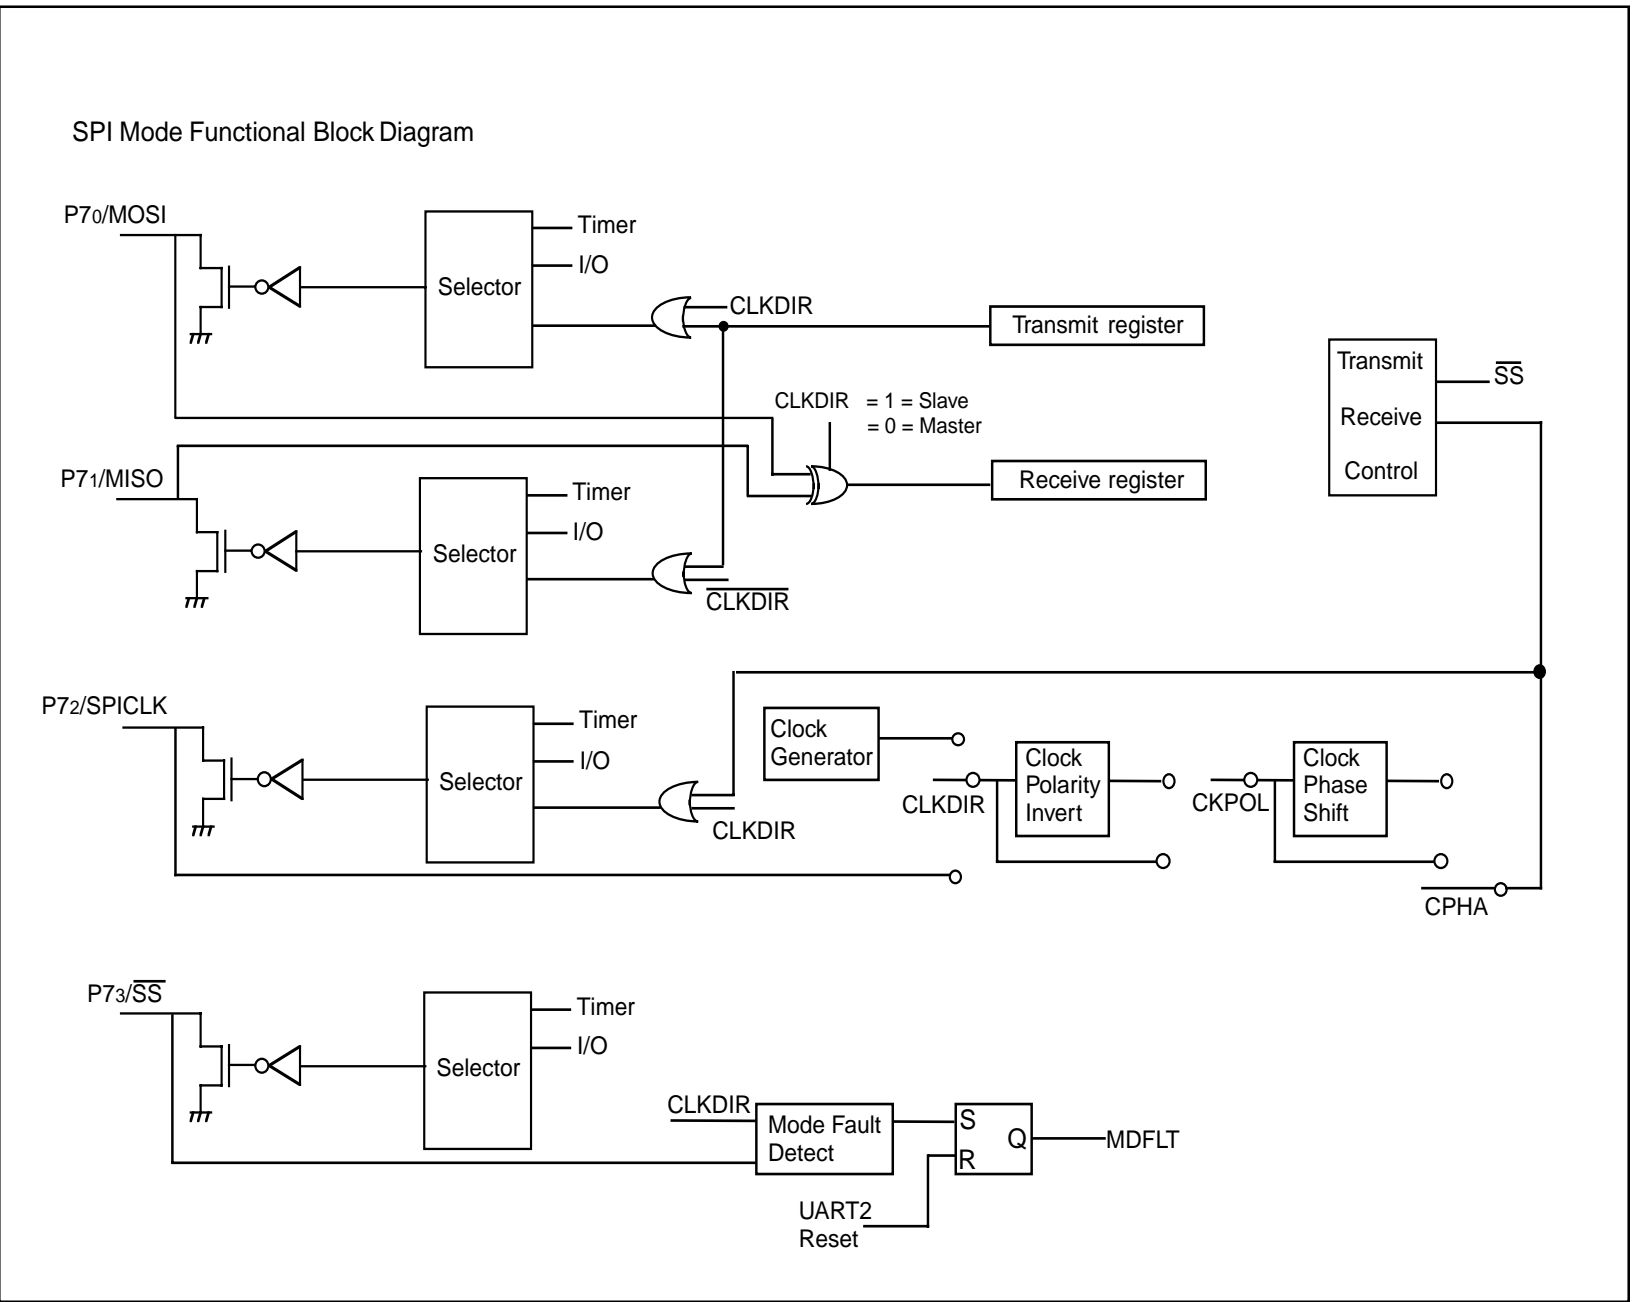 SPI Mode Functional Block Diagram
P70/MOSI
Timer
I/O
Selector
CLKDIR
Transmit register
Transmit
Receive
Control
SS
CLKDIR = 1 = Slave
= 0 = Master
P71/MISO
Timer
I/O
Selector
Receive register
CLKDIR
P72/SPICLK
Timer
I/O
Selector
CLKDIR
Clock
Generator
CLKDIR
Clock
Polarity
Invert
CKPOL
Clock
Phase
Shift
CPHA
P73/SS
Timer
I/O
Selector
CLKDIR
Mode Fault
Detect
S
Q
R
MDFLT
UART2
Reset